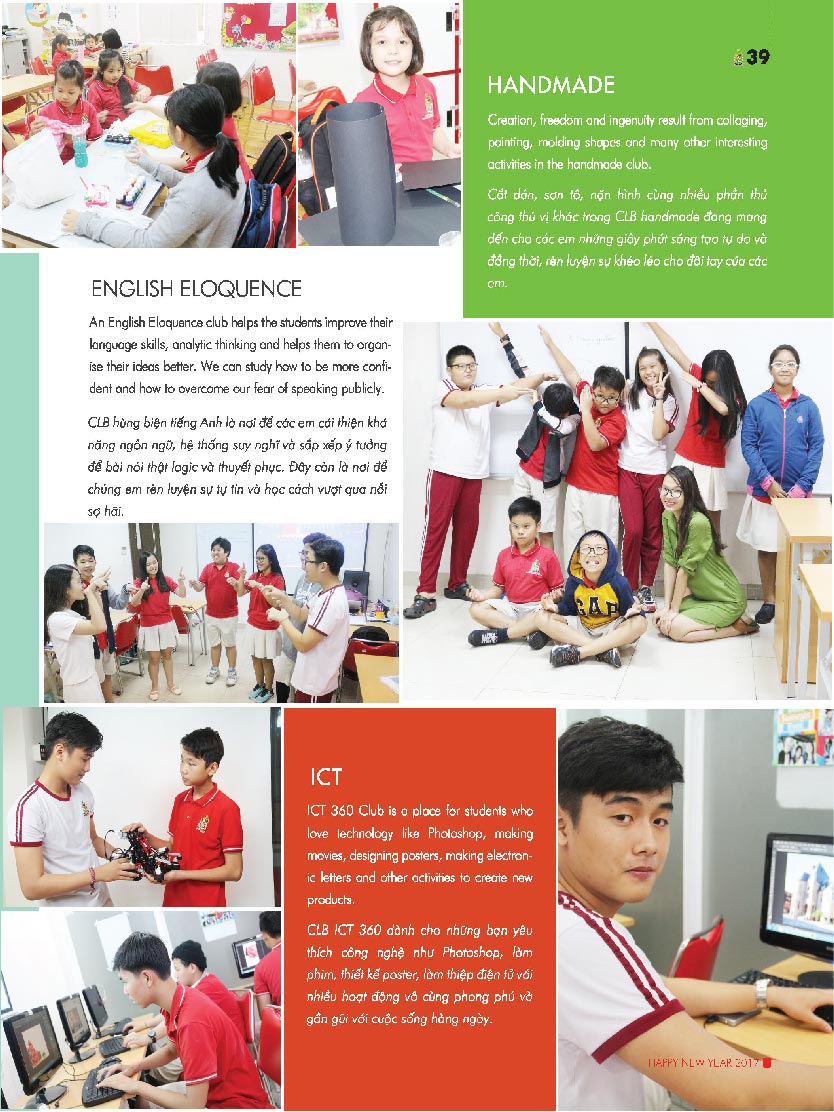 39
HANDMADE
Creation, freedom and ingenuity result from collaging,
painting, molding shapes and many other interesting
activities in the handmade club.
Cắt dán, sơn tô, nặn hình cùng nhiều phần thủ
công thú vị khác trong CLB handmade đang mang
đến cho các em những giây phút sáng tạo tự do và
đồng thời, rèn luyện sự khéo léo cho đôi tay của các
em.
ENGLISH ELOQUENCE
An English Eloquence club helps the students improve their
language skills, analytic thinking and helps them to organ-
ise their ideas better. We can study how to be more confi-
dent and how to overcome our fear of speaking publicly.
CLB hùng biện tiếng Anh là nơi để các em cải thiện khả
năng ngôn ngữ, hệ thống suy nghĩ và sắp xếp ý tưởng
để bài nói thật logic và thuyết phục. Đây còn là nơi để
chúng em rèn luyện sự tự tin và học cách vượt qua nỗi
sợ hãi.
GAP
ICT
ICT 360 Club is a place for students who
love technology like Photoshop, making
movies, designing posters, making electron-
ic letters and other activities to create new
products.
CLB ICT 360 dành cho những bạn yêu
thích công nghệ như Photoshop, làm
phim, thiết kế poster, làm thiệp điện tử với
nhiều hoạt động vô cùng phong phú và
gần gũi với cuộc sống hàng ngày.
HAPPY NEW YEAR 2017